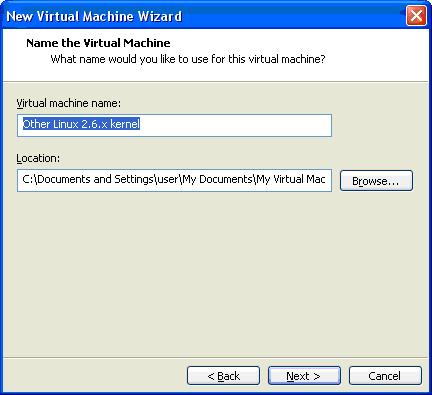 New Virtual Machine Wizard
Name the Virtual Machine
What name would you like to use for this virtual machine?
Virtual machine name:
Other Linux 2.6.x kernel
Location:
C:\Documents and Settings\user\My Documents\My Virtual Mac
Browse...
< Back
Next >
Cancel